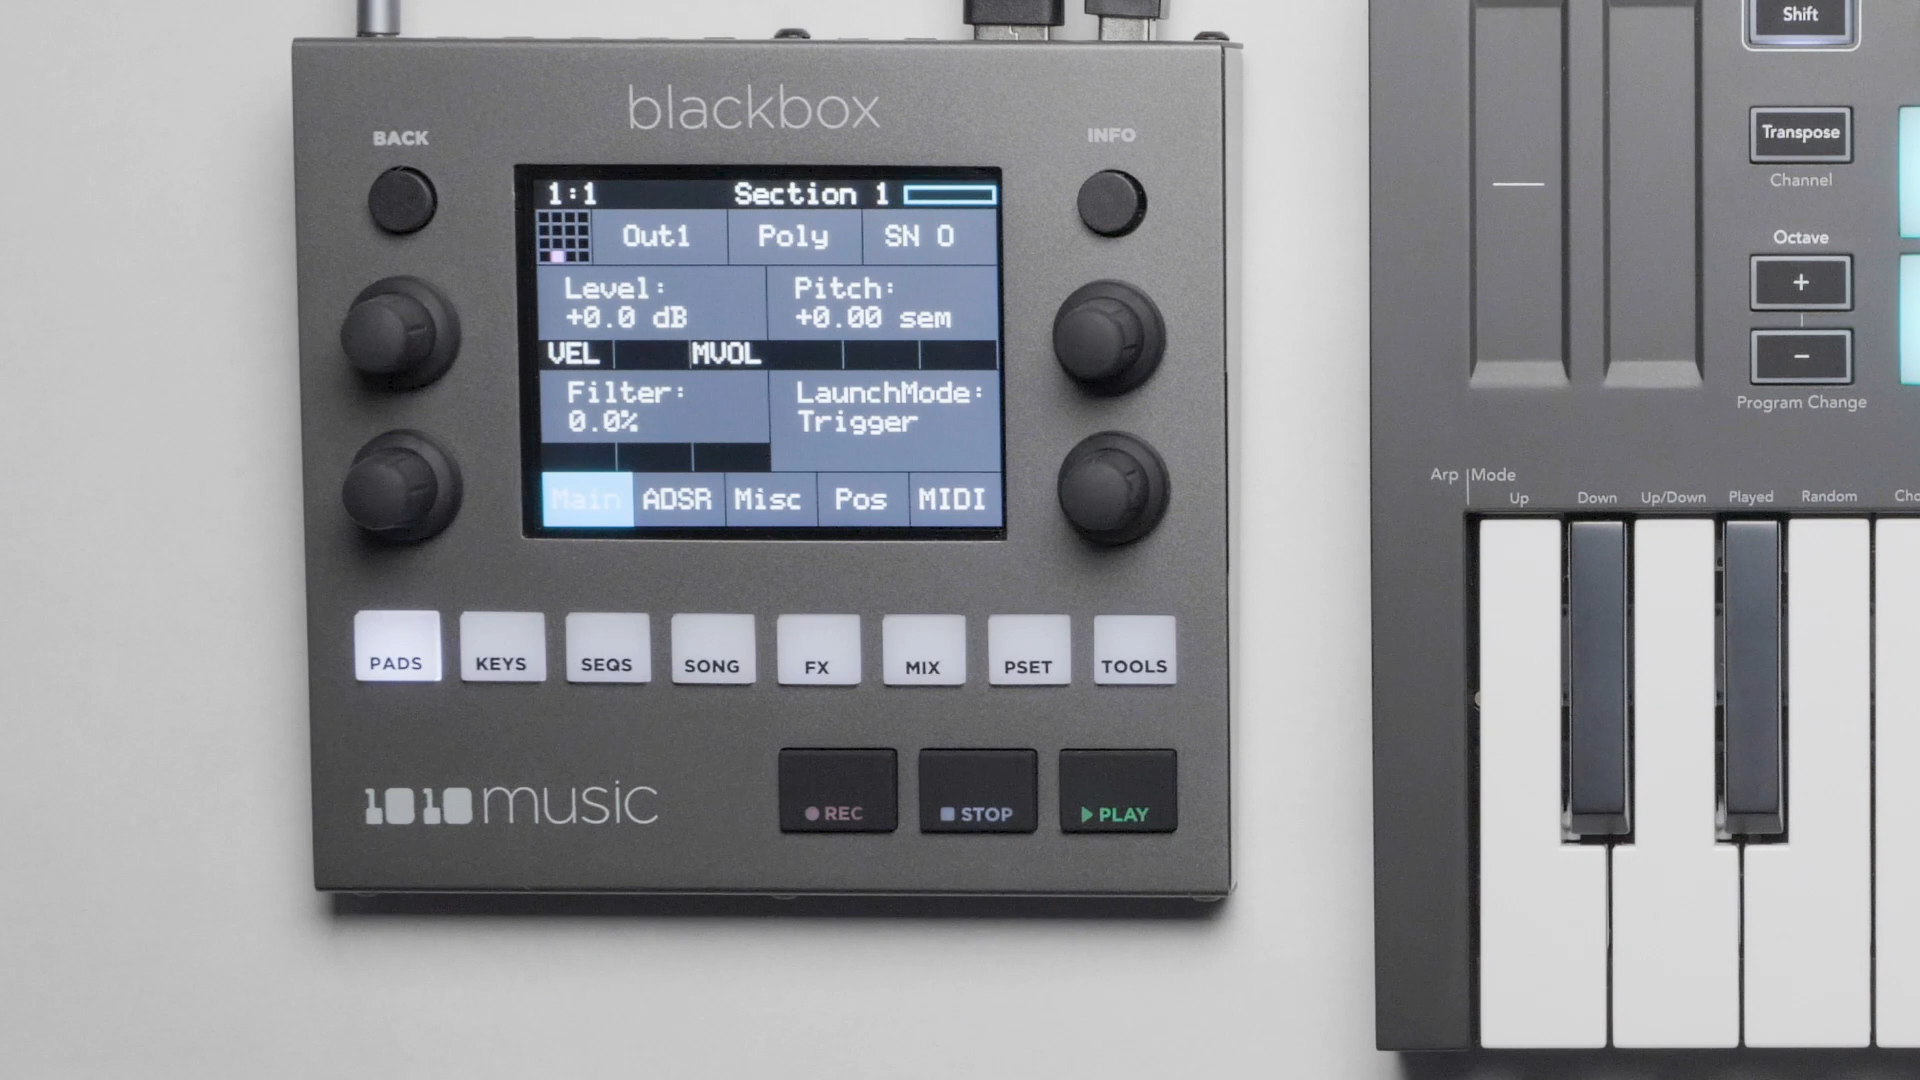 blackbox
BACK
INFO
1:1 Section 1
Out1 Poly SN O
Level: Pitch:
+0.0 dB +0.00 sem
VEL MVOL
Filter: LaunchMode:
0.0% Trigger
Main ADSR Misc Pos MIDI
PADS KEYS SEQS SONG FX MIX PSET TOOLS
1010music
REC STOP PLAY
Shift
Transpose
Channel
Octave
+
−
Program Change
Arp Mode
Up Down Up/Down Played Random